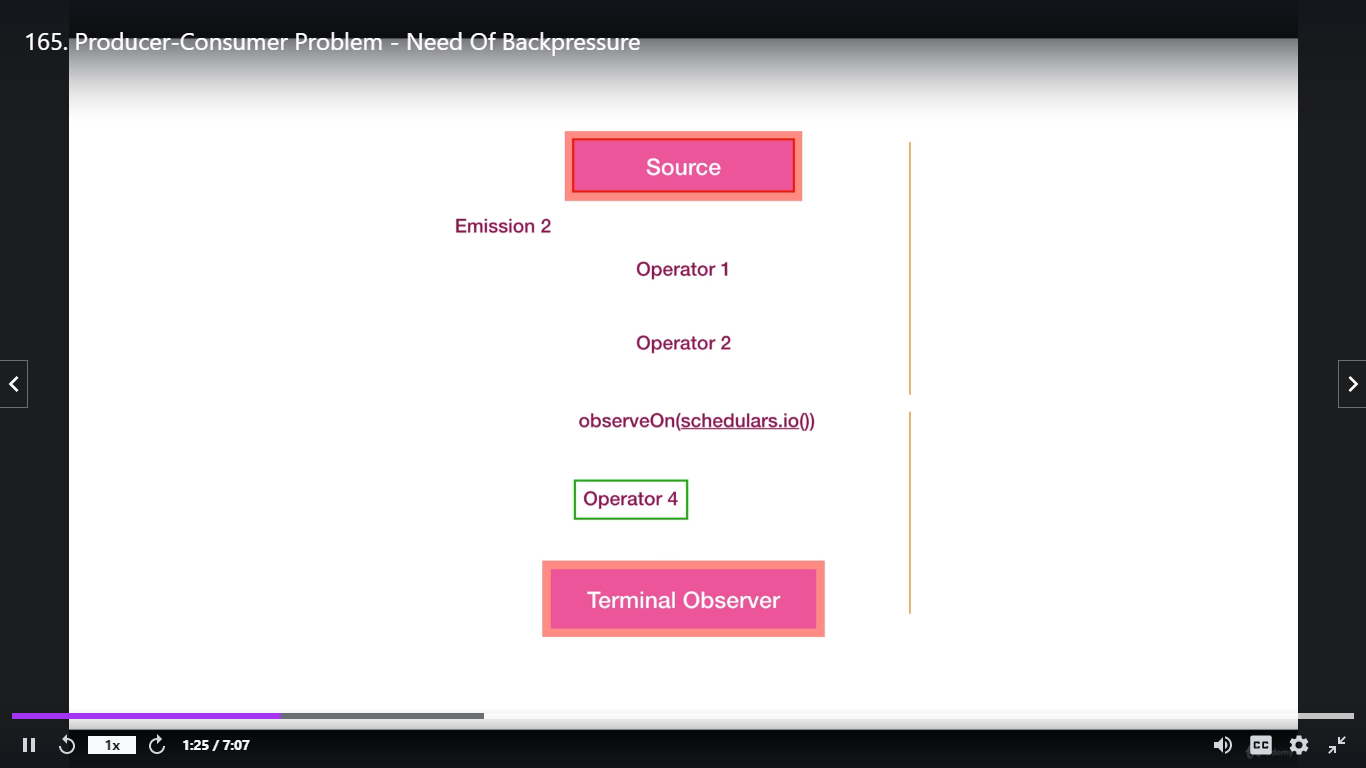 165. Producer-Consumer Problem - Need Of Backpressure
Source
Emission 2
Operator 1
Operator 2
observeOn(schedulars.io())
Operator 4
Terminal Observer
1x
1:25 / 7:07
CC